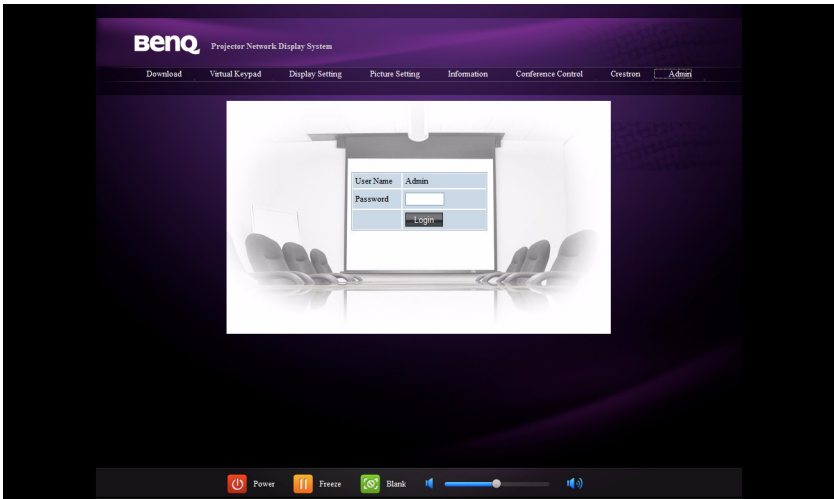 BenQ Projector Network Display System
Download Virtual Keypad Display Setting Picture Setting Information Conference Control Crestron Admin
User Name Admin
Password
Login
Power Freeze Blank